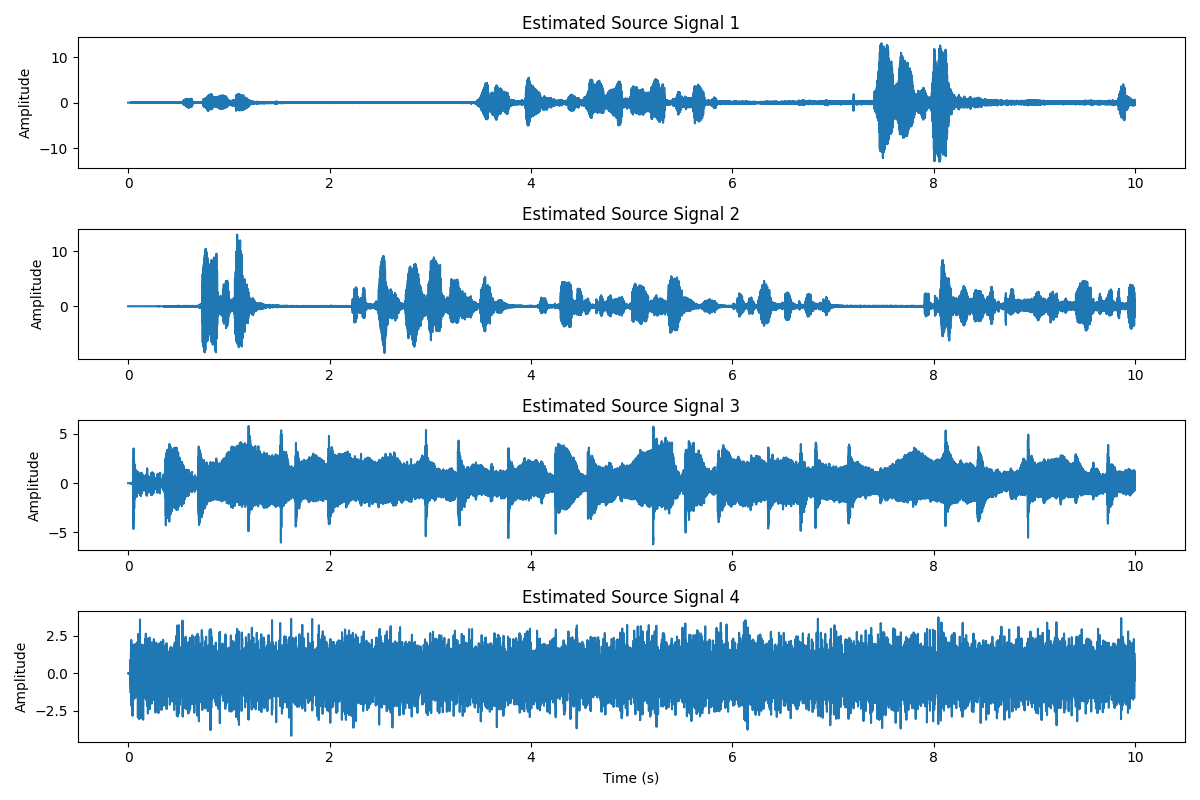 Estimated Source Signal 1
Amplitude
10
0
−10
0 2 4 6 8 10
Estimated Source Signal 2
Amplitude
10
0
0 2 4 6 8 10
Estimated Source Signal 3
Amplitude
5
0
−5
0 2 4 6 8 10
Estimated Source Signal 4
Amplitude
2.5
0.0
−2.5
0 2 4 6 8 10
Time (s)